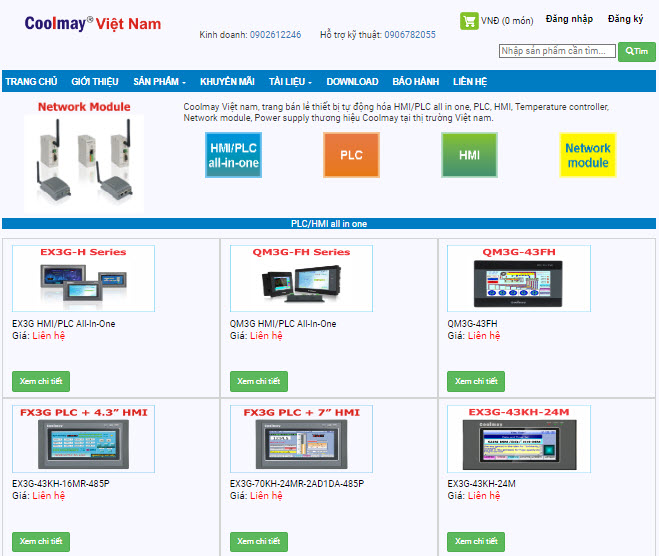 Coolmay® Việt Nam
Kinh doanh: 0902612246 Hỗ trợ kỹ thuật: 0906782055
VNĐ (0 món) Đăng nhập Đăng ký
Nhập sản phẩm cần tìm... Tìm
TRANG CHỦ GIỚI THIỆU SẢN PHẨM KHUYẾN MÃI TÀI LIỆU DOWNLOAD BẢO HÀNH LIÊN HỆ
Network Module
Coolmay Việt nam, trang bán lẻ thiết bị tự động hóa HMI/PLC all in one, PLC, HMI, Temperature controller,
Network module, Power supply thương hiệu Coolmay tại thị trường Việt nam.
HMI/PLC
all-in-one
PLC
HMI
Network
module
PLC/HMI all in one
EX3G-H Series
QM3G-FH Series
QM3G-43FH
EX3G HMI/PLC All-In-One
Giá: Liên hệ
QM3G HMI/PLC All-In-One
Giá: Liên hệ
QM3G-43FH
Giá: Liên hệ
Xem chi tiết
Xem chi tiết
Xem chi tiết
FX3G PLC + 4.3” HMI
FX3G PLC + 7” HMI
EX3G-43KH-24M
Coolmay
Coolmay
Coolmay
EX3G-43KH-16MR-485P
Giá: Liên hệ
EX3G-70KH-24MR-2AD1DA-485P
Giá: Liên hệ
EX3G-43KH-24M
Giá: Liên hệ
Xem chi tiết
Xem chi tiết
Xem chi tiết